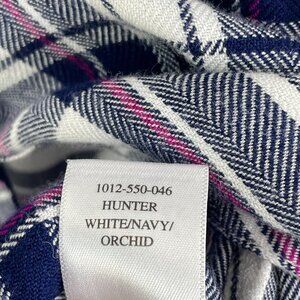 1012-550-046
HUNTER
WHITE/NAVY/
ORCHID